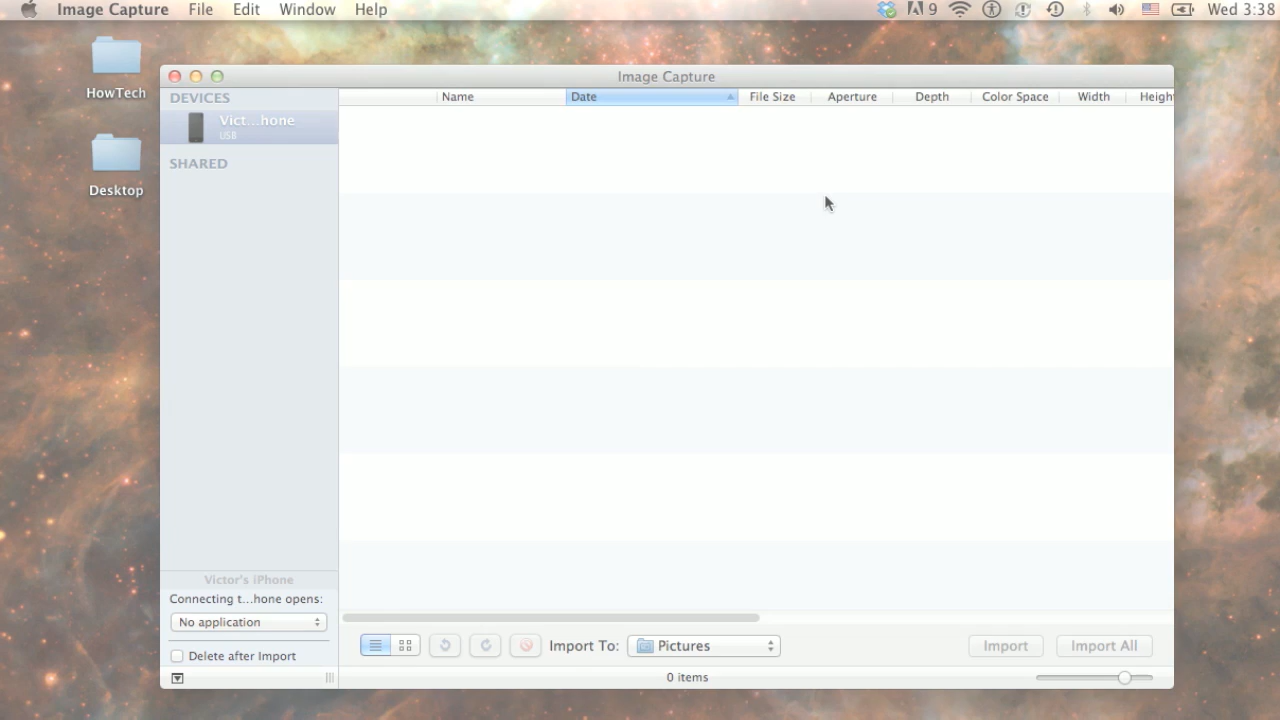 Image Capture File Edit Window Help 9 Wed 3:38
HowTech
Desktop
Image Capture
DEVICES
Vict...hone
USB
SHARED
Name Date File Size Aperture Depth Color Space Width Heigh
Victor's iPhone
Connecting t...hone opens:
No application
Delete after Import
Import To: Pictures Import Import All
0 items